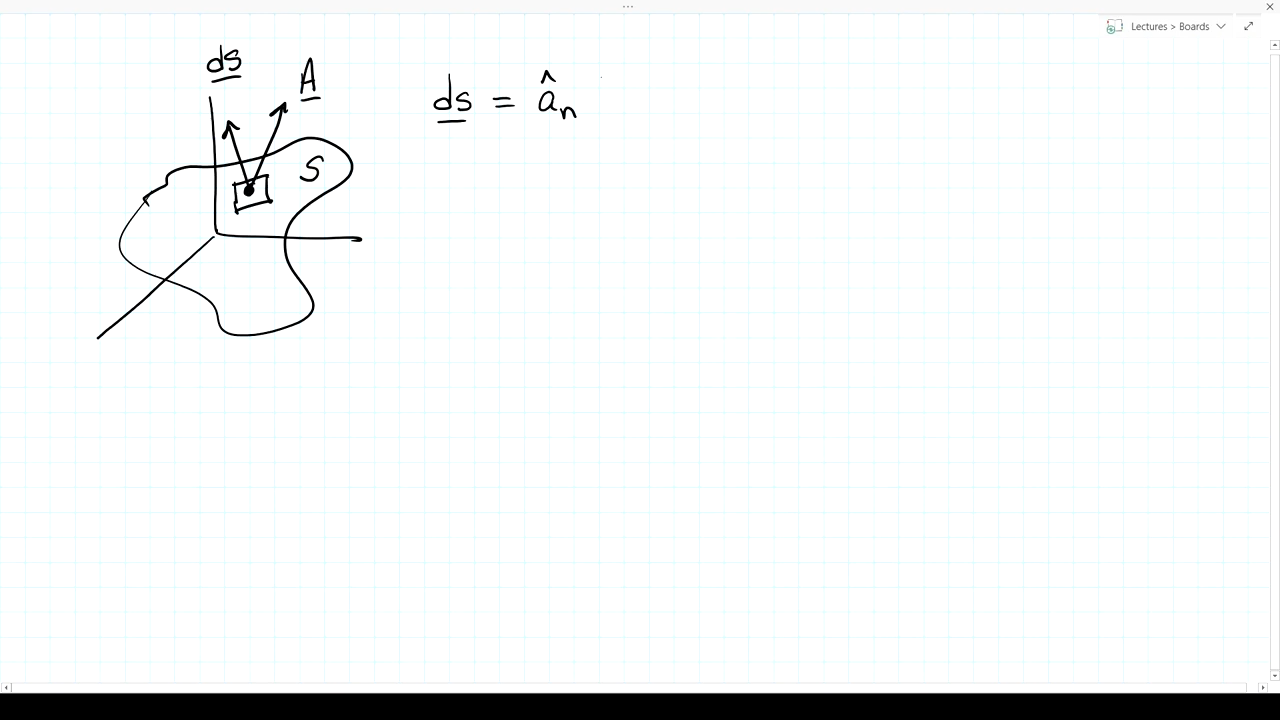 Lectures > Boards
ds
A
ds = âₙ
S